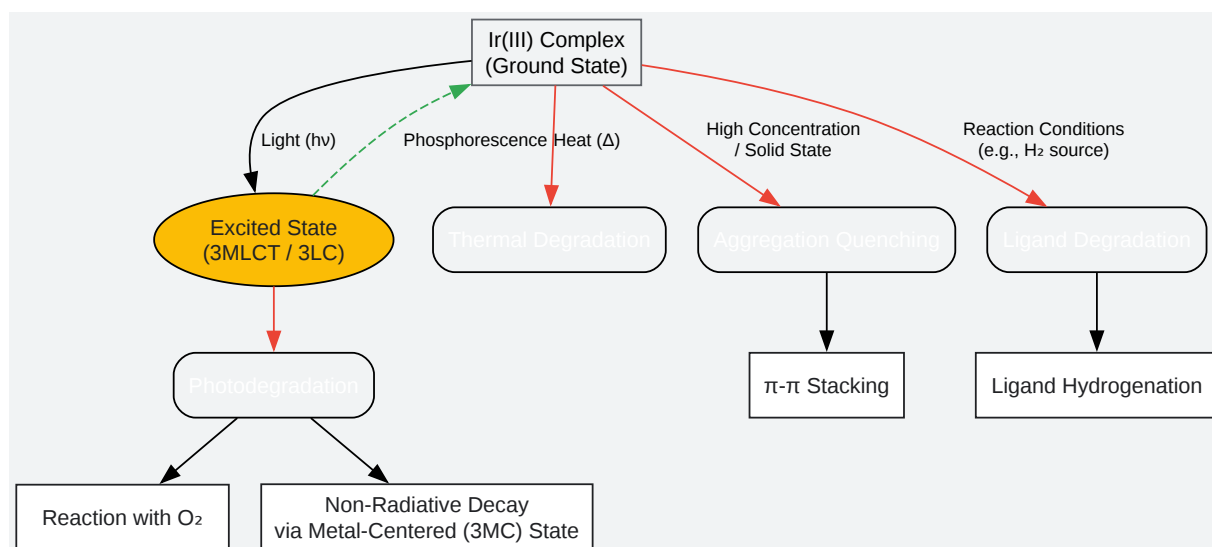 Ir(III) Complex
(Ground State)
Light (hν)
Phosphorescence
Heat (Δ)
High Concentration
/ Solid State
Reaction Conditions
(e.g., H₂ source)
Excited State
(3MLCT / 3LC)
Thermal Degradation
Aggregation Quenching
Ligand Degradation
Photodegradation
π-π Stacking
Ligand Hydrogenation
Reaction with O₂
Non-Radiative Decay
via Metal-Centered (3MC) State